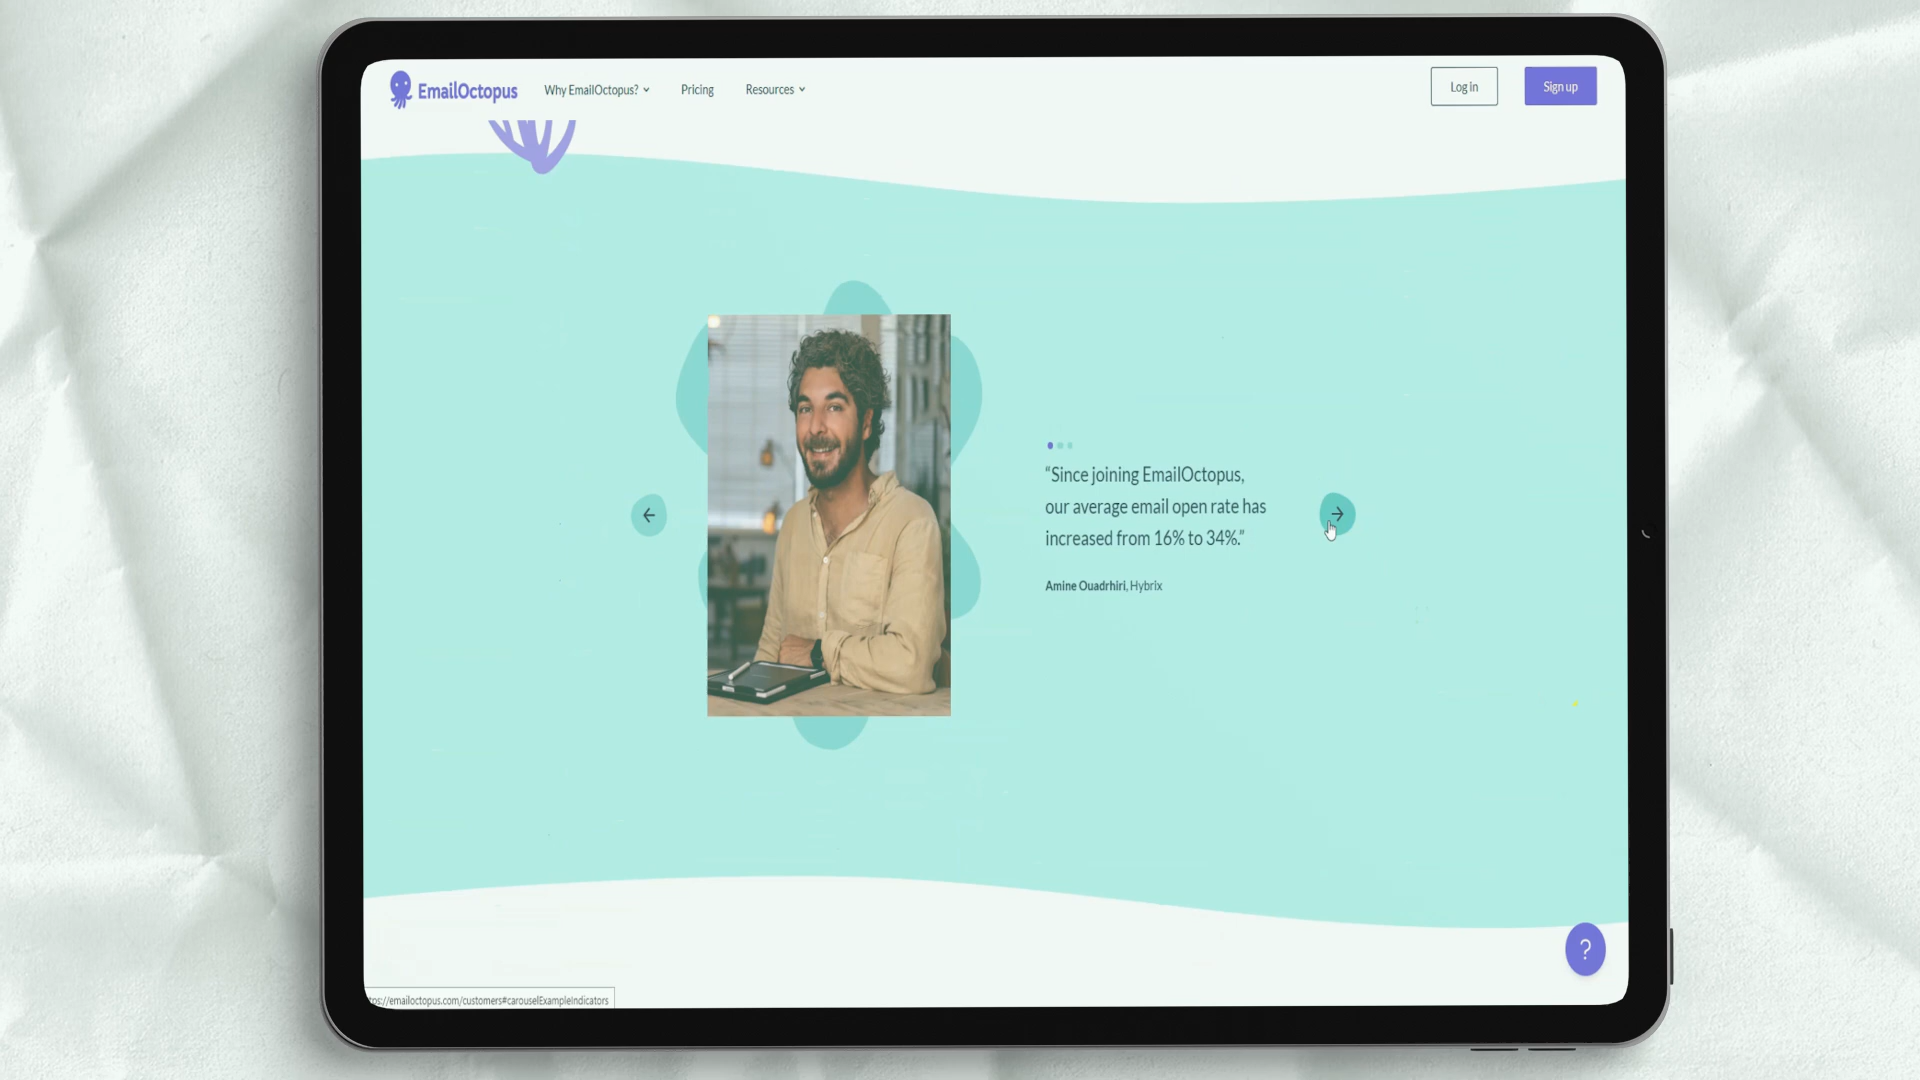 EmailOctopus
Why EmailOctopus?
Pricing
Resources
Log in
Sign up
“Since joining EmailOctopus,
our average email open rate has
increased from 16% to 34%.”
Amine Ouadrhiri, Hybrix
?
tps://emailoctopus.com/customers#carouselExampleIndicators